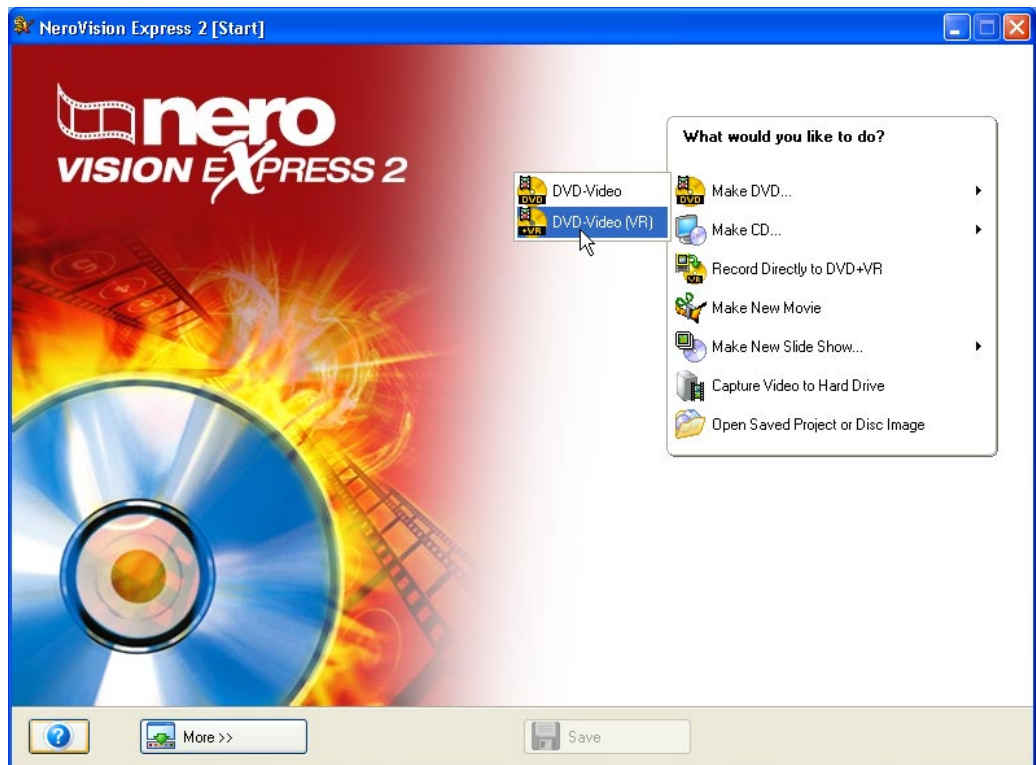 NeroVision Express 2 [Start]
nero
VISION EXPRESS 2
What would you like to do?
DVD-Video
DVD-Video (VR)
Make DVD...
Make CD...
Record Directly to DVD+VR
Make New Movie
Make New Slide Show...
Capture Video to Hard Drive
Open Saved Project or Disc Image
More >>
Save